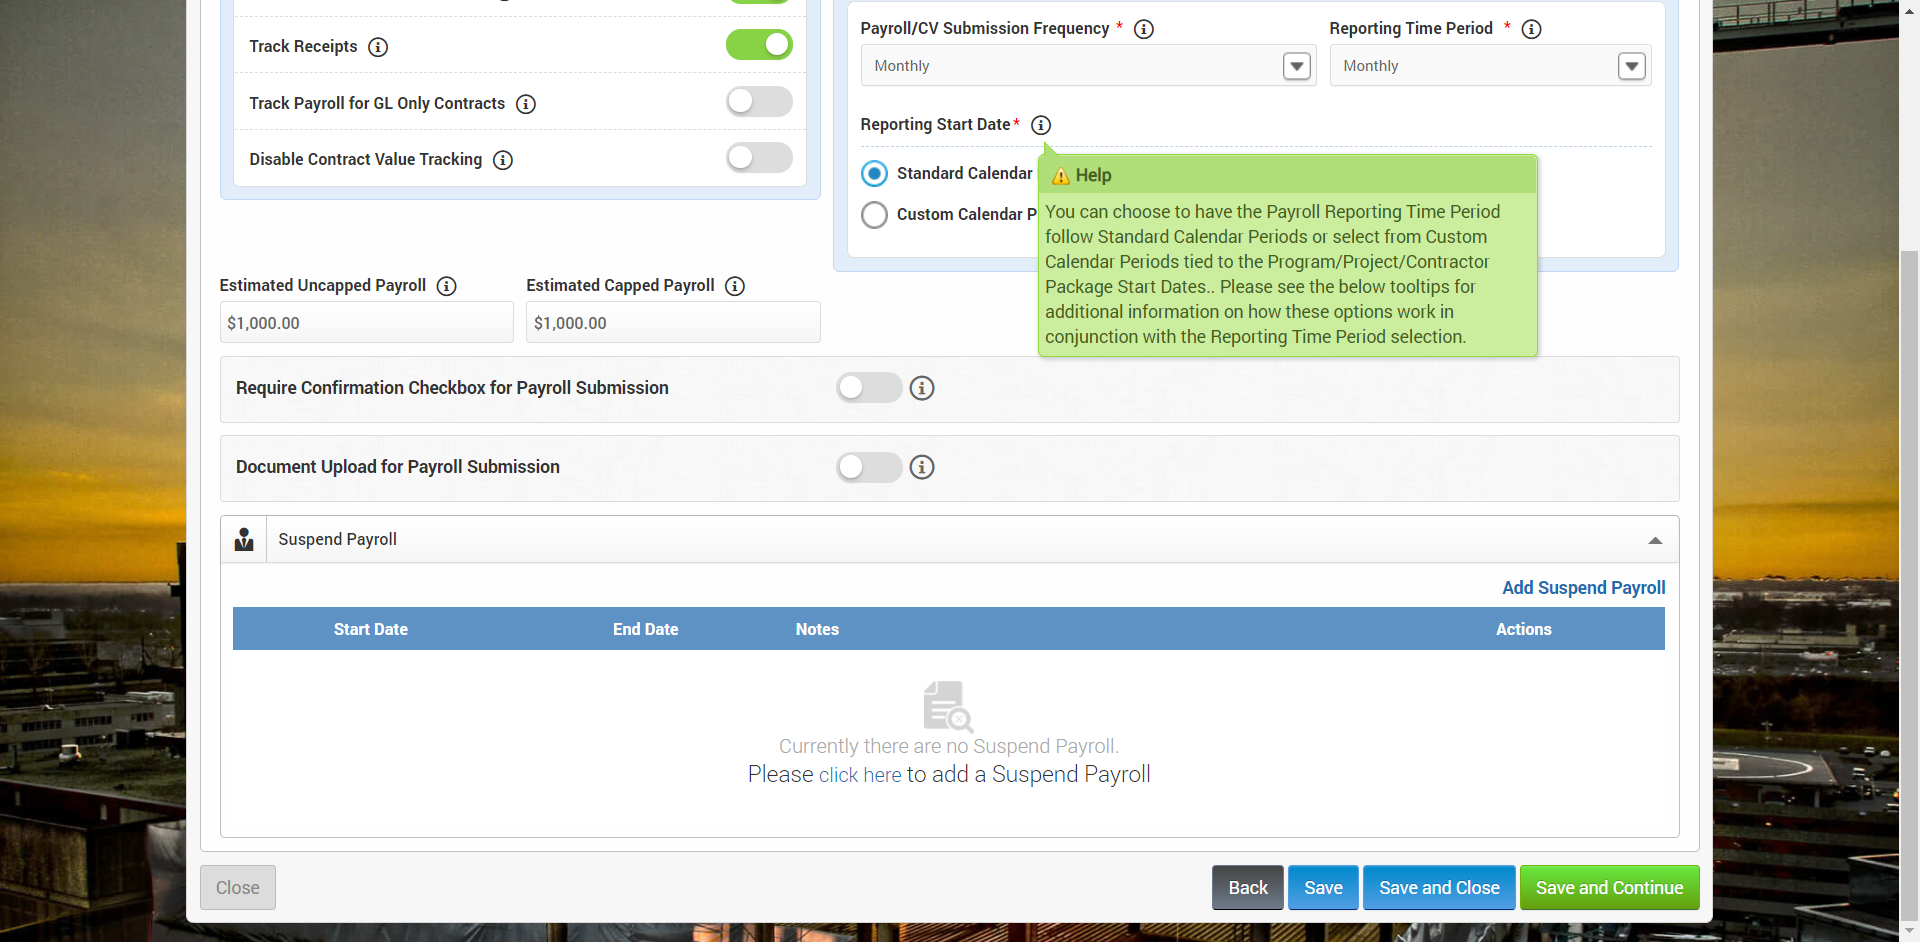 Track Receipts
Track Payroll for GL Only Contracts
Disable Contract Value Tracking
Payroll/CV Submission Frequency *
Reporting Time Period *
Monthly
Monthly
Reporting Start Date*
Standard Calendar
Custom Calendar P
Help
You can choose to have the Payroll Reporting Time Period
follow Standard Calendar Periods or select from Custom
Calendar Periods tied to the Program/Project/Contractor
Package Start Dates.. Please see the below tooltips for
additional information on how these options work in
conjunction with the Reporting Time Period selection.
Estimated Uncapped Payroll
Estimated Capped Payroll
$1,000.00
$1,000.00
Require Confirmation Checkbox for Payroll Submission
Document Upload for Payroll Submission
Suspend Payroll
Add Suspend Payroll
Start Date End Date Notes Actions
Currently there are no Suspend Payroll.
Please click here to add a Suspend Payroll
Close
Back
Save
Save and Close
Save and Continue